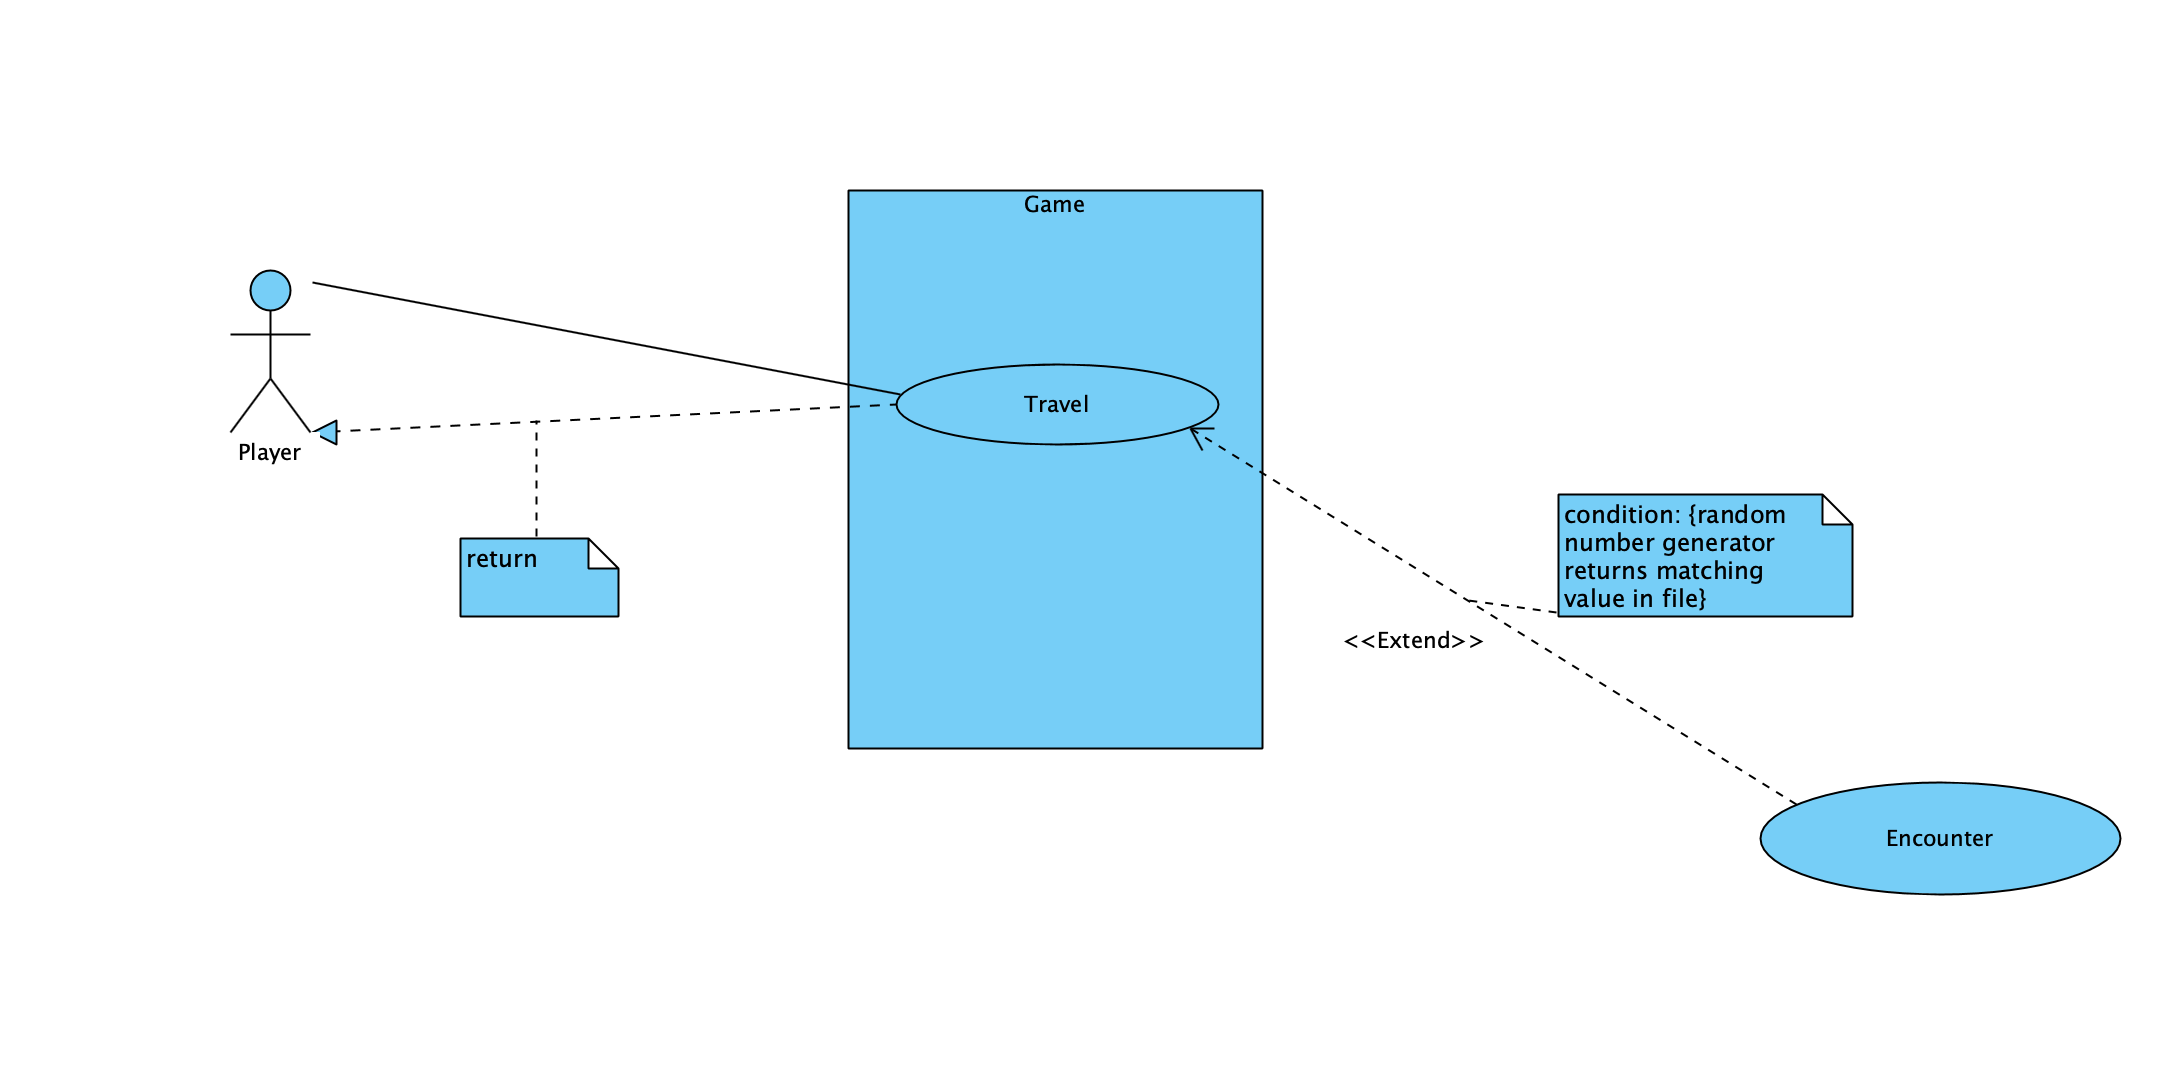 Game
Player
Travel
return
condition: {random
number generator
returns matching
value in file}
<<Extend>>
Encounter